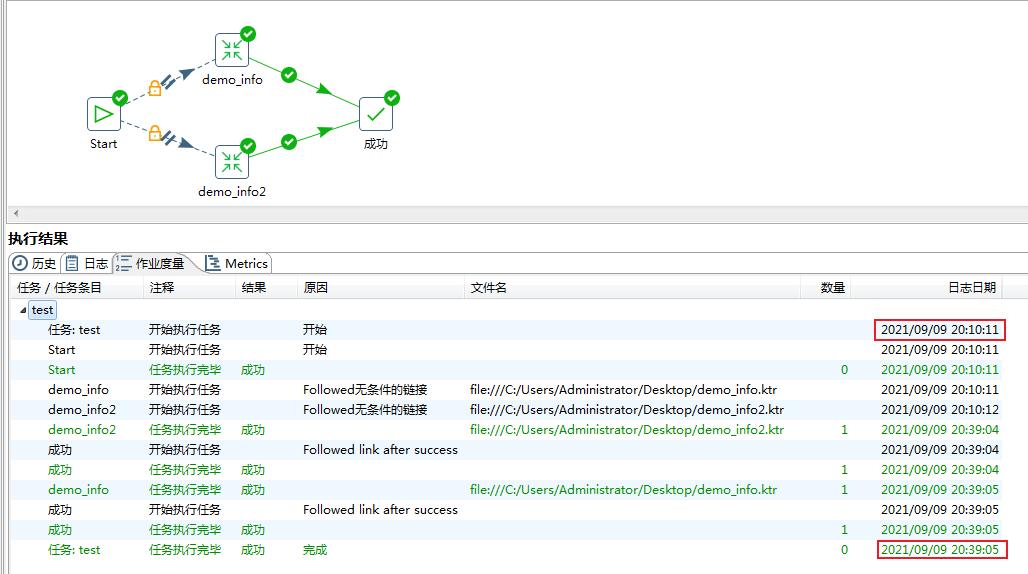 demo_info
Start
成功
demo_info2
执行结果
历史 日志 作业度量 Metrics
任务 / 任务条目 注释 结果 原因 文件名 数量 日志日期
test
任务: test 开始执行任务 开始 2021/09/09 20:10:11
Start 开始执行任务 开始 2021/09/09 20:10:11
Start 任务执行完毕 成功 0 2021/09/09 20:10:11
demo_info 开始执行任务 Followed无条件的链接 file:///C:/Users/Administrator/Desktop/demo_info.ktr 2021/09/09 20:10:11
demo_info2 开始执行任务 Followed无条件的链接 file:///C:/Users/Administrator/Desktop/demo_info2.ktr 2021/09/09 20:10:12
demo_info2 任务执行完毕 成功 file:///C:/Users/Administrator/Desktop/demo_info2.ktr 1 2021/09/09 20:39:04
成功 开始执行任务 Followed link after success 2021/09/09 20:39:04
成功 任务执行完毕 成功 1 2021/09/09 20:39:04
demo_info 任务执行完毕 成功 file:///C:/Users/Administrator/Desktop/demo_info.ktr 1 2021/09/09 20:39:05
成功 开始执行任务 Followed link after success 2021/09/09 20:39:05
成功 任务执行完毕 成功 1 2021/09/09 20:39:05
任务: test 任务执行完毕 成功 完成 0 2021/09/09 20:39:05